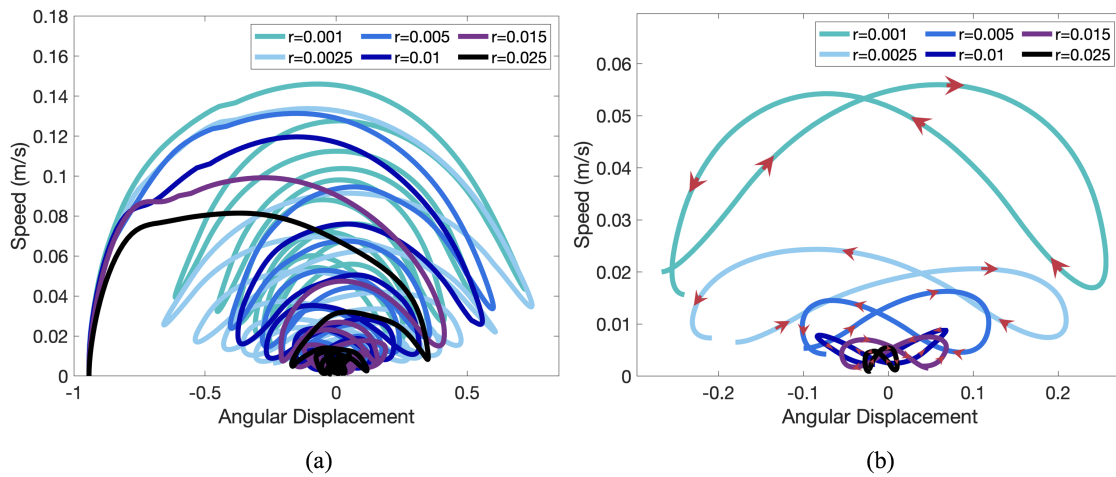 0.18
0.16
0.14
0.12
0.10
0.08
0.06
0.04
0.02
0
-1 -0.5 0 0.5
Speed (m/s)
Angular Displacement
r=0.001 r=0.005 r=0.015
r=0.0025 r=0.01 r=0.025
(a)
0.06
0.05
0.04
0.03
0.02
0.01
0
-0.2 -0.1 0 0.1 0.2
Speed (m/s)
Angular Displacement
r=0.001 r=0.005 r=0.015
r=0.0025 r=0.01 r=0.025
(b)